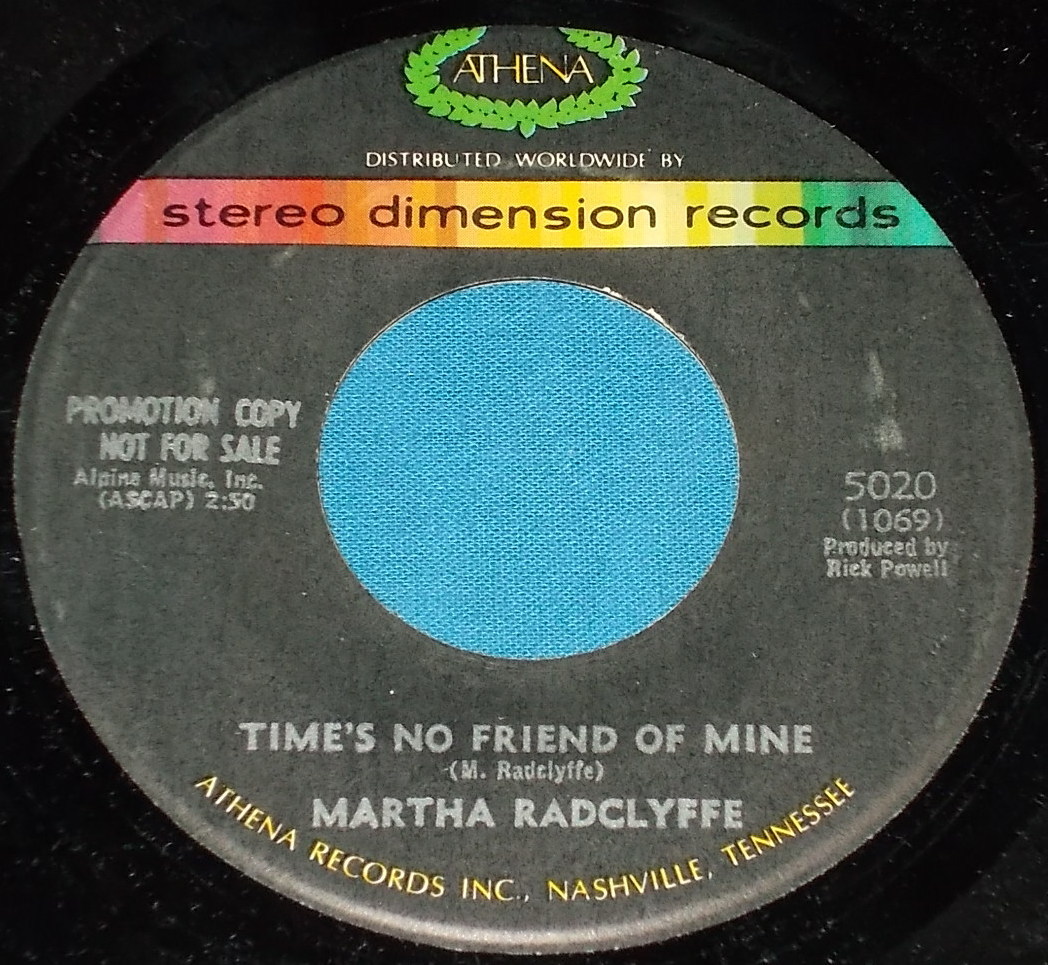 ATHENA
DISTRIBUTED WORLDWIDE BY
stereo dimension records
PROMOTION COPY
NOT FOR SALE
Alpine Music, Inc.
(ASCAP) 2:50
5020
(1069)
Produced by
Rick Powell
TIME'S NO FRIEND OF MINE
(M. Radclyffe)
MARTHA RADCLYFFE
ATHENA RECORDS INC., NASHVILLE, TENNESSEE